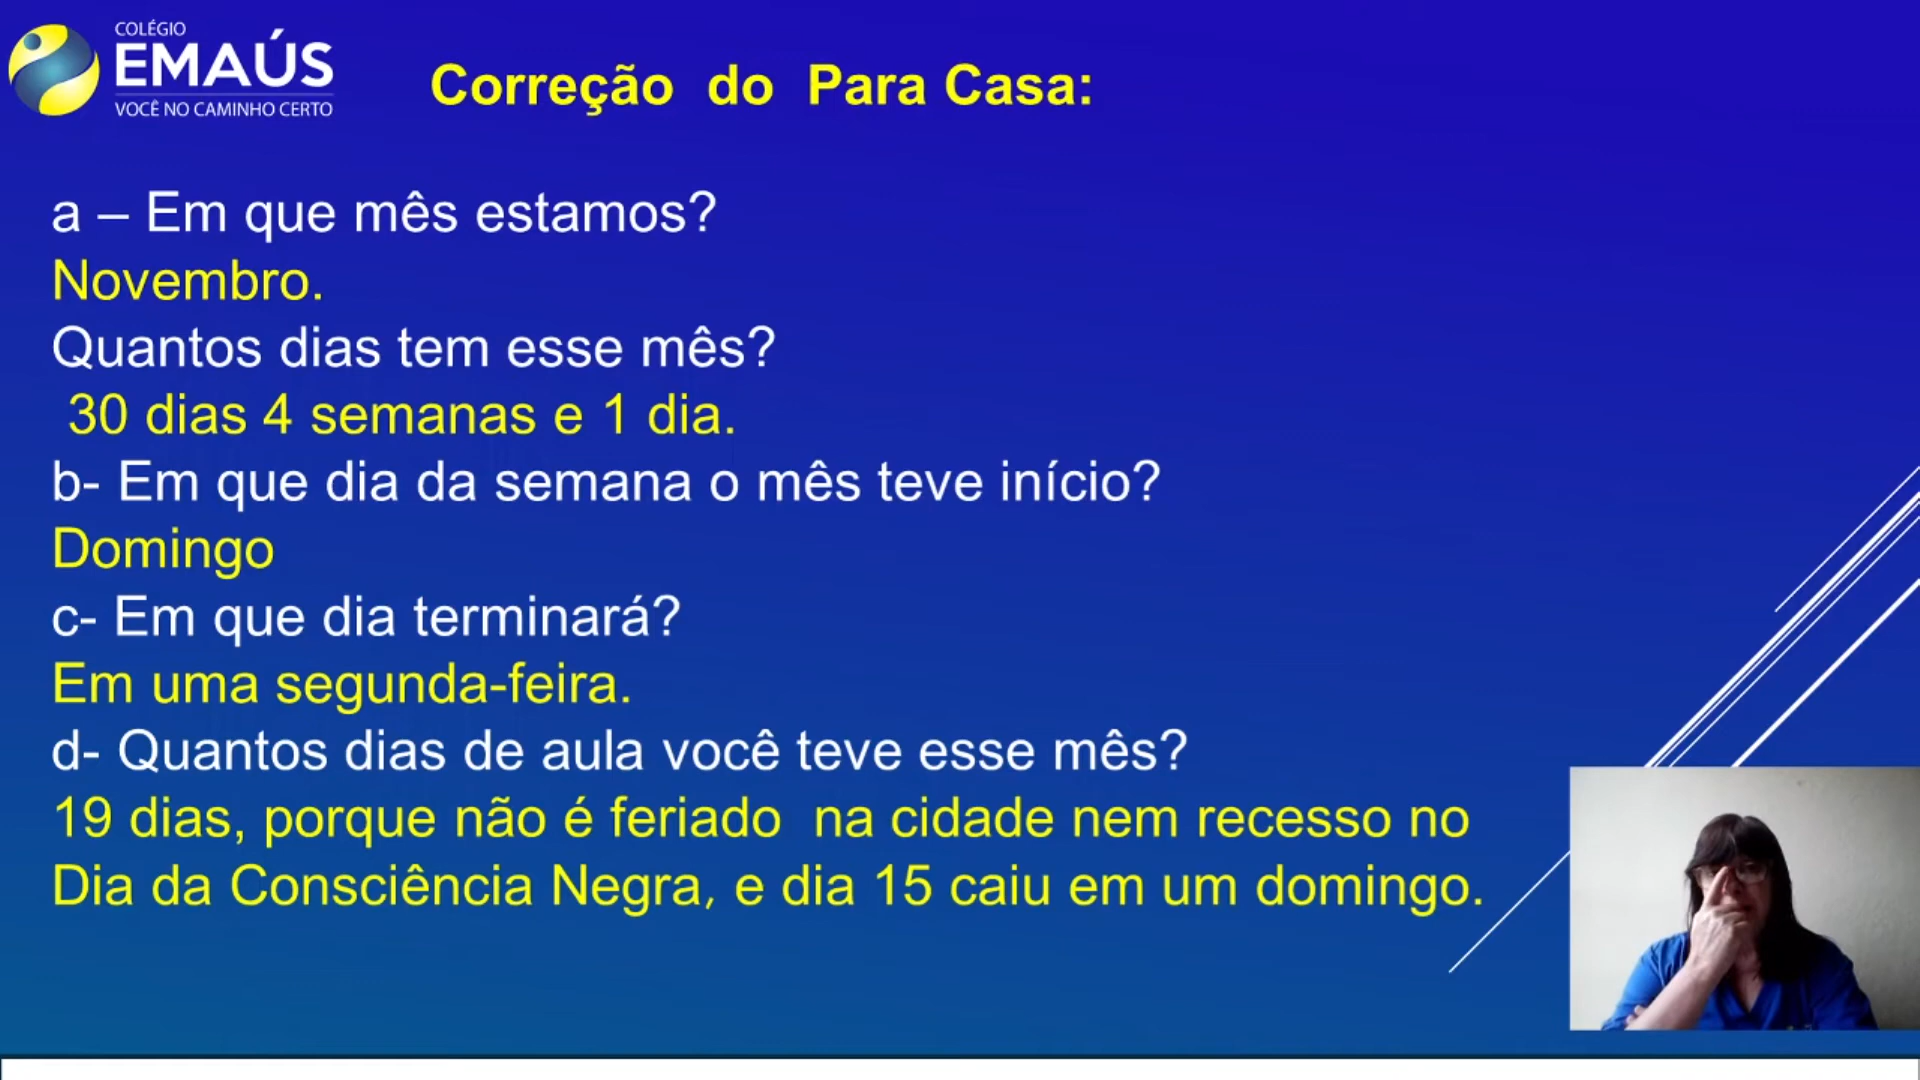 COLÉGIO
EMAÚS
VOCÊ NO CAMINHO CERTO
Correção do Para Casa:
a – Em que mês estamos?
Novembro.
Quantos dias tem esse mês?
30 dias 4 semanas e 1 dia.
b- Em que dia da semana o mês teve início?
Domingo
c- Em que dia terminará?
Em uma segunda-feira.
d- Quantos dias de aula você teve esse mês?
19 dias, porque não é feriado na cidade nem recesso no
Dia da Consciência Negra, e dia 15 caiu em um domingo.